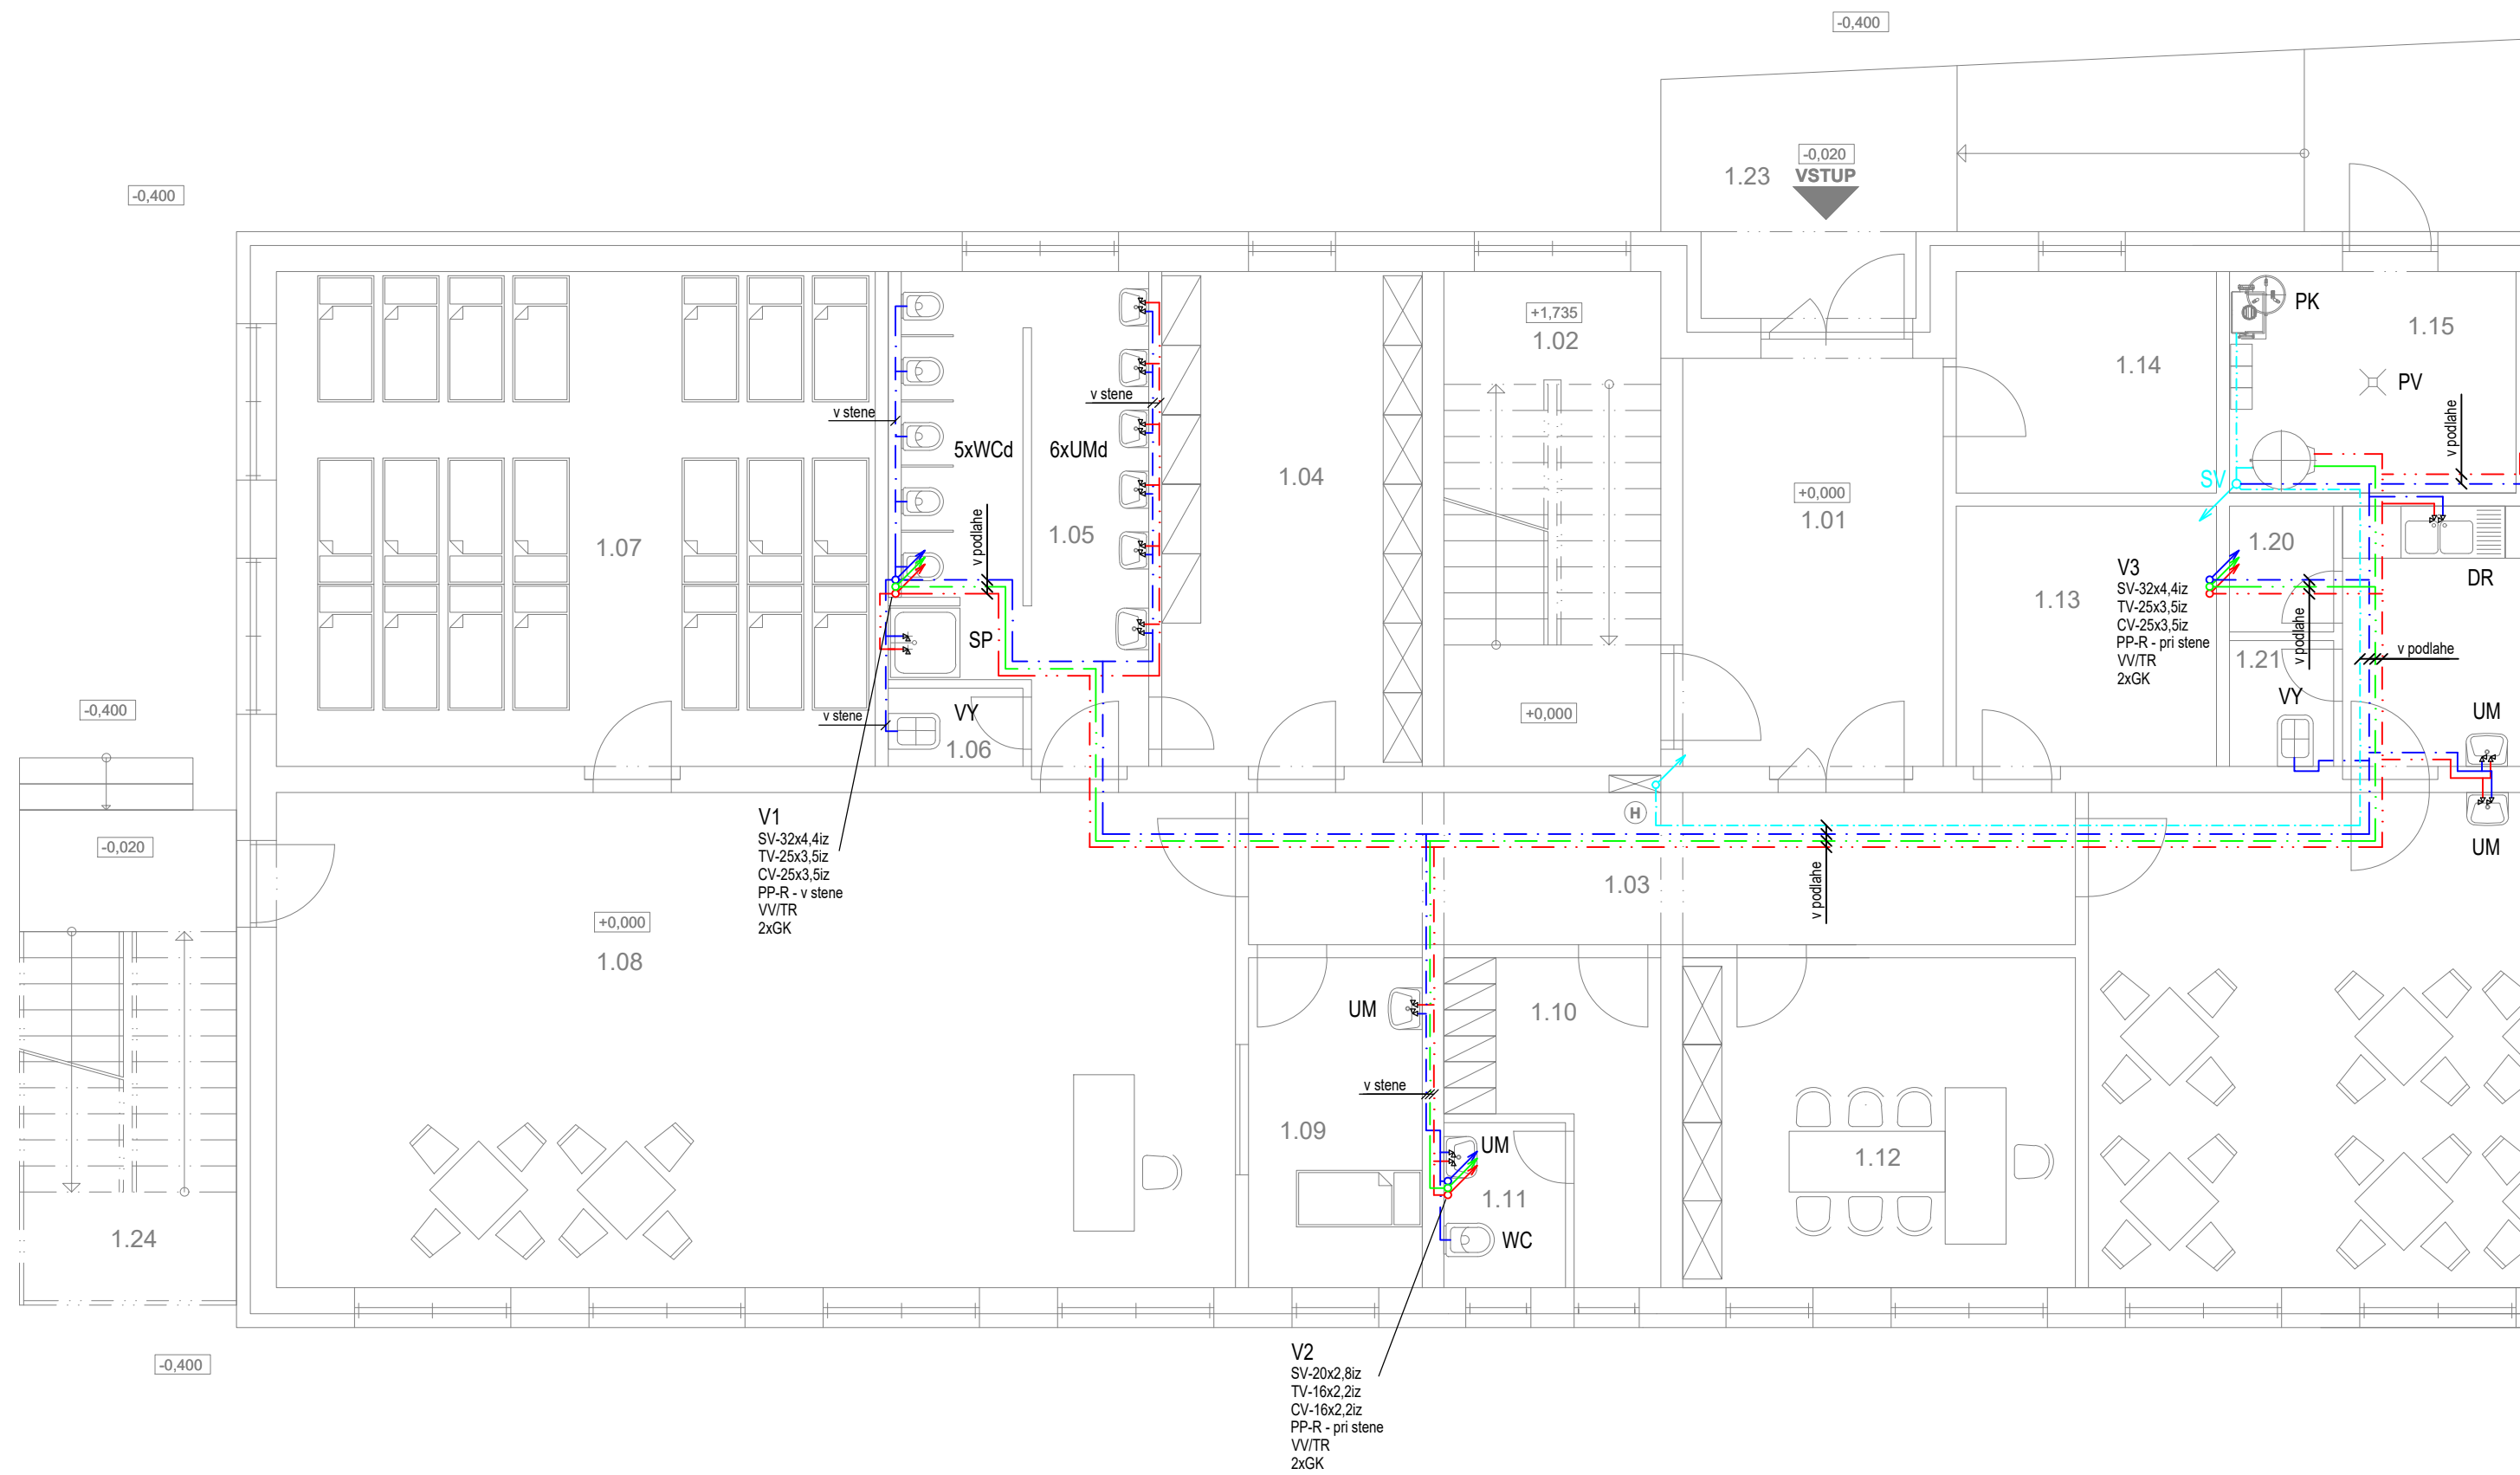 -0,400
-0,020
VSTUP
1.23
-0,400
+1,735
1.02
PK
1.15
1.14
PV
v podlahe
v stene
v stene
5xWCd
6xUMd
1.04
SV
+0,000
1.01
v podlahe
1.05
1.07
1.20
V3
SV-32x4,4iz
TV-25x3,5iz
CV-25x3,5iz
PP-R - pri stene
VV/TR
2xGK
DR
1.13
v podlahe
SP
v podlahe
1.21
VY
UM
-0,400
VY
v stene
1.06
+0,000
V1
SV-32x4,4iz
TV-25x3,5iz
CV-25x3,5iz
PP-R - v stene
VV/TR
2xGK
H
-0,020
UM
1.03
v podlahe
+0,000
1.08
UM
1.10
v stene
1.09
UM
1.12
1.11
1.24
WC
-0,400
V2
SV-20x2,8iz
TV-16x2,2iz
CV-16x2,2iz
PP-R - pri stene
VV/TR
2xGK